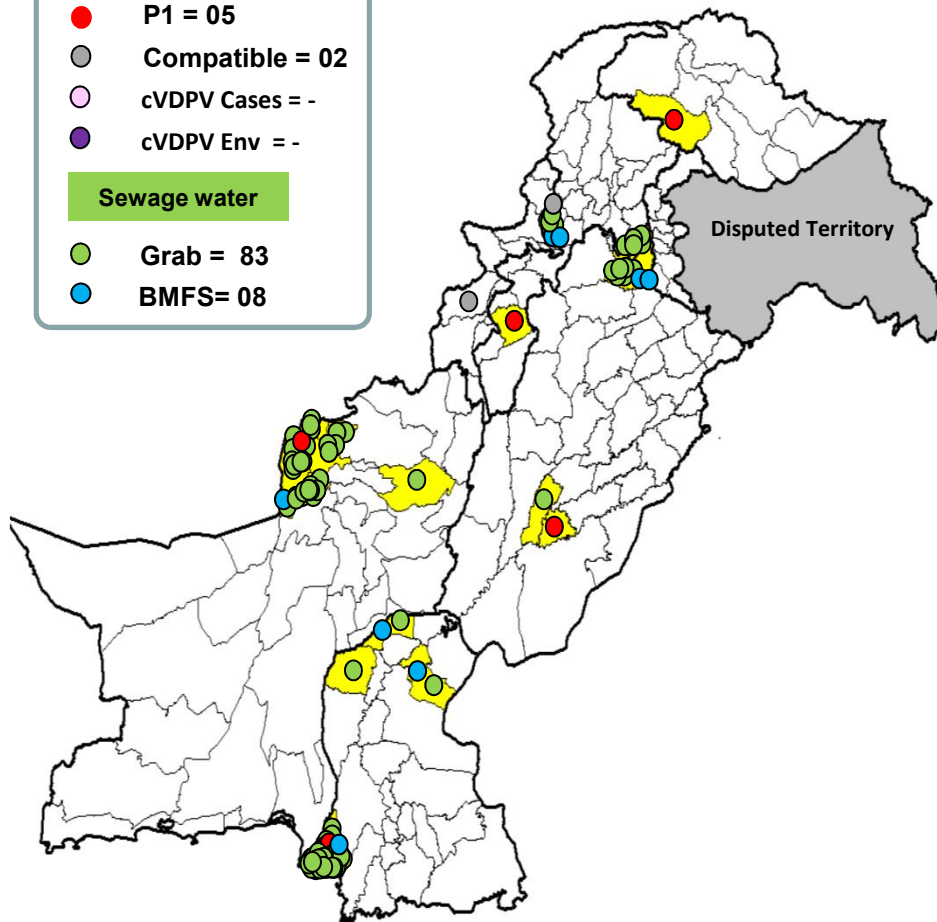 P1 = 05
Compatible = 02
cVDPV Cases = -
cVDPV Env = -
Sewage water
Grab = 83
BMFS= 08
Disputed Territory